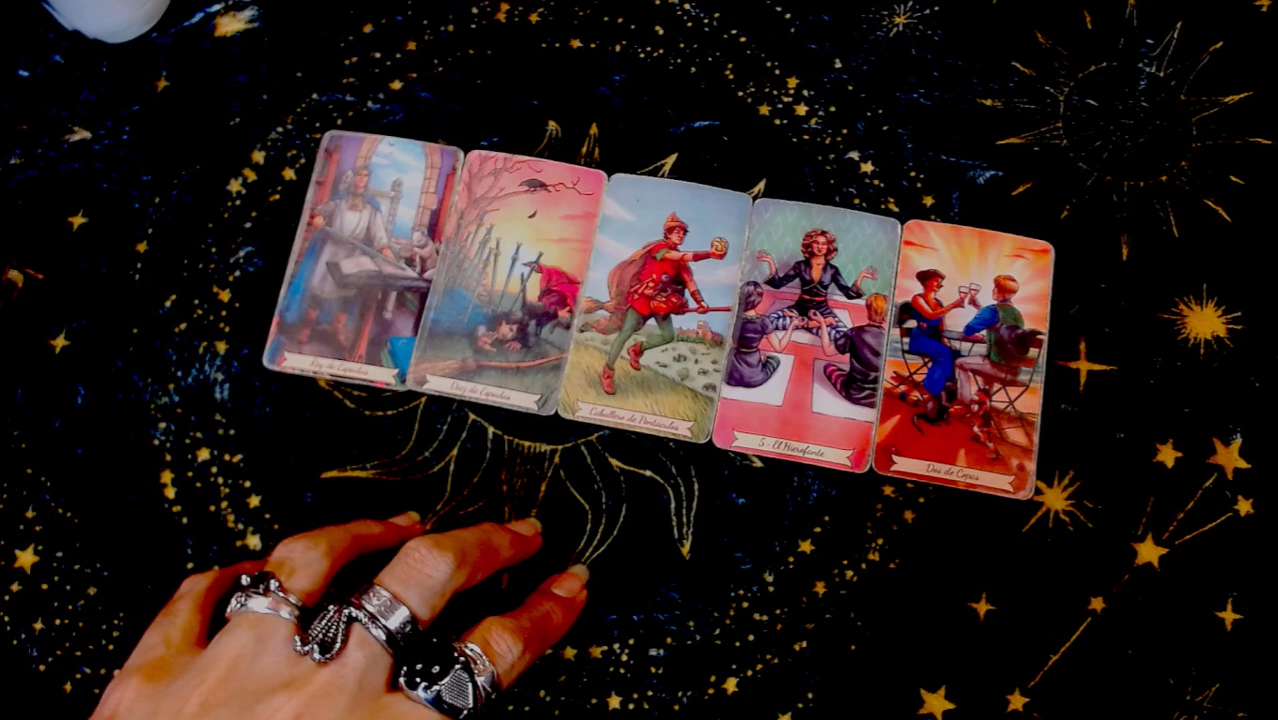 Rey de Espadas
Diez de Espadas
Caballero de Pentáculos
5 - El Hierofante
Dos de Copas